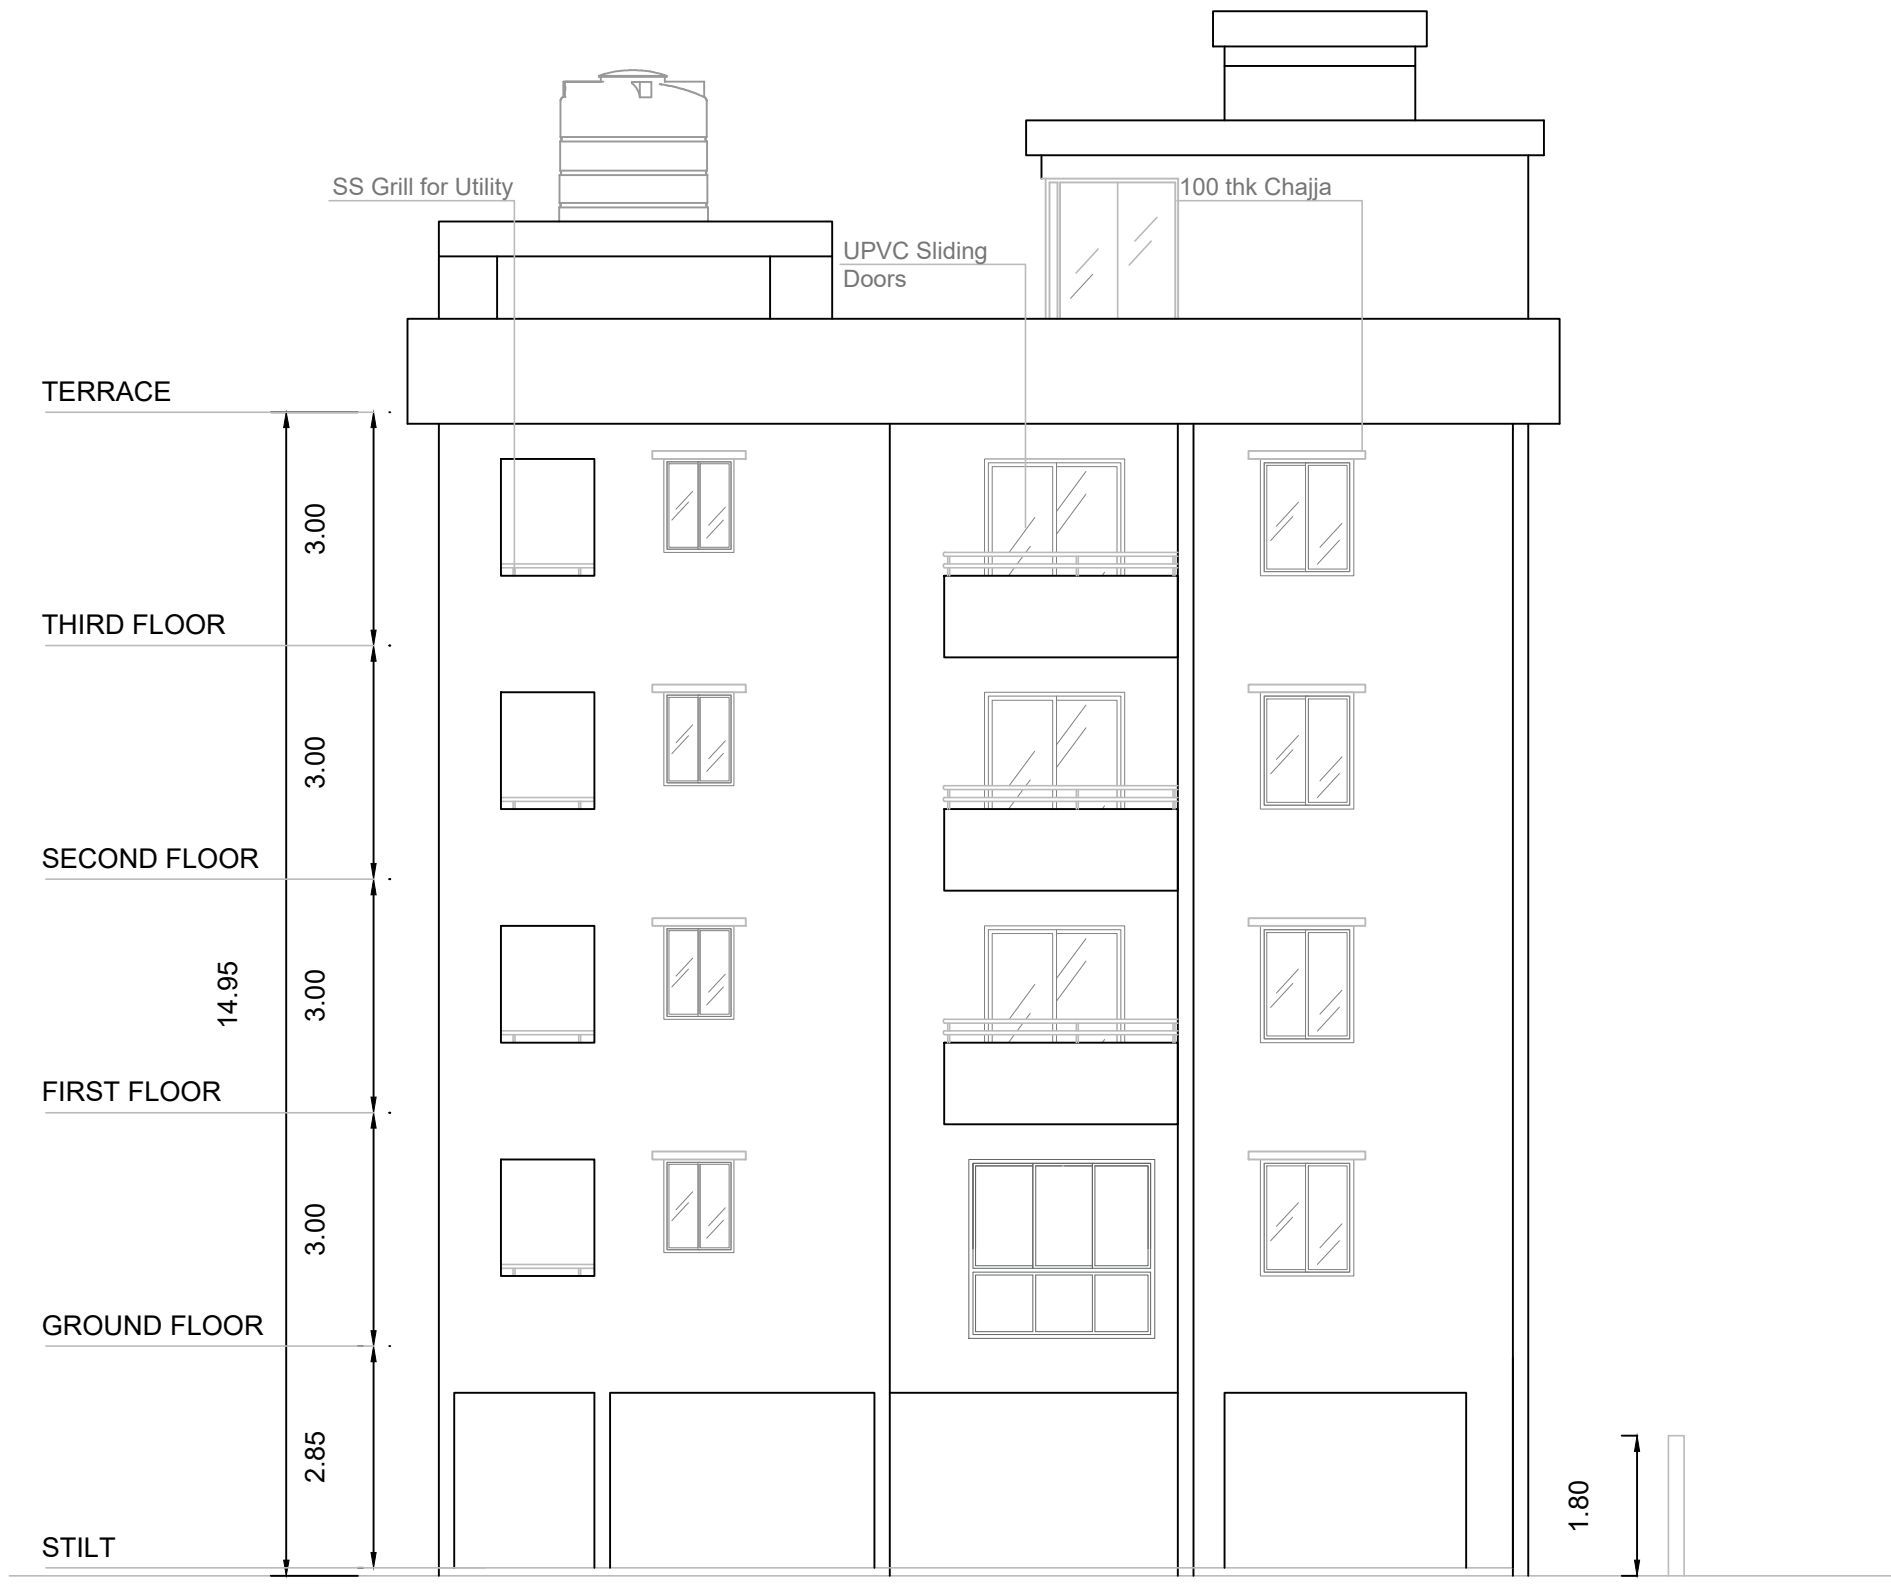 SS Grill for Utility
100 thk Chajja
UPVC Sliding
Doors
TERRACE
3.00
THIRD FLOOR
3.00
SECOND FLOOR
14.95
3.00
FIRST FLOOR
3.00
GROUND FLOOR
2.85
1.80
STILT